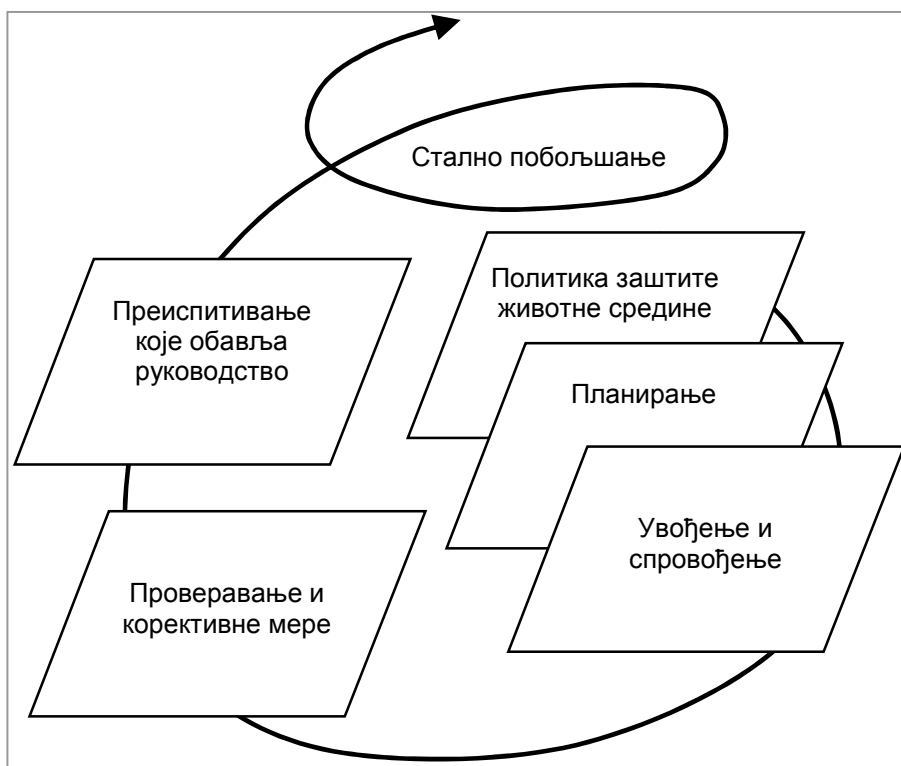 Стално побољшање
Политика заштите
животне средине
Планирање
Увођење и
спровођење
Проверавање и
корективне мере
Преиспитивање
које обавља
руководство